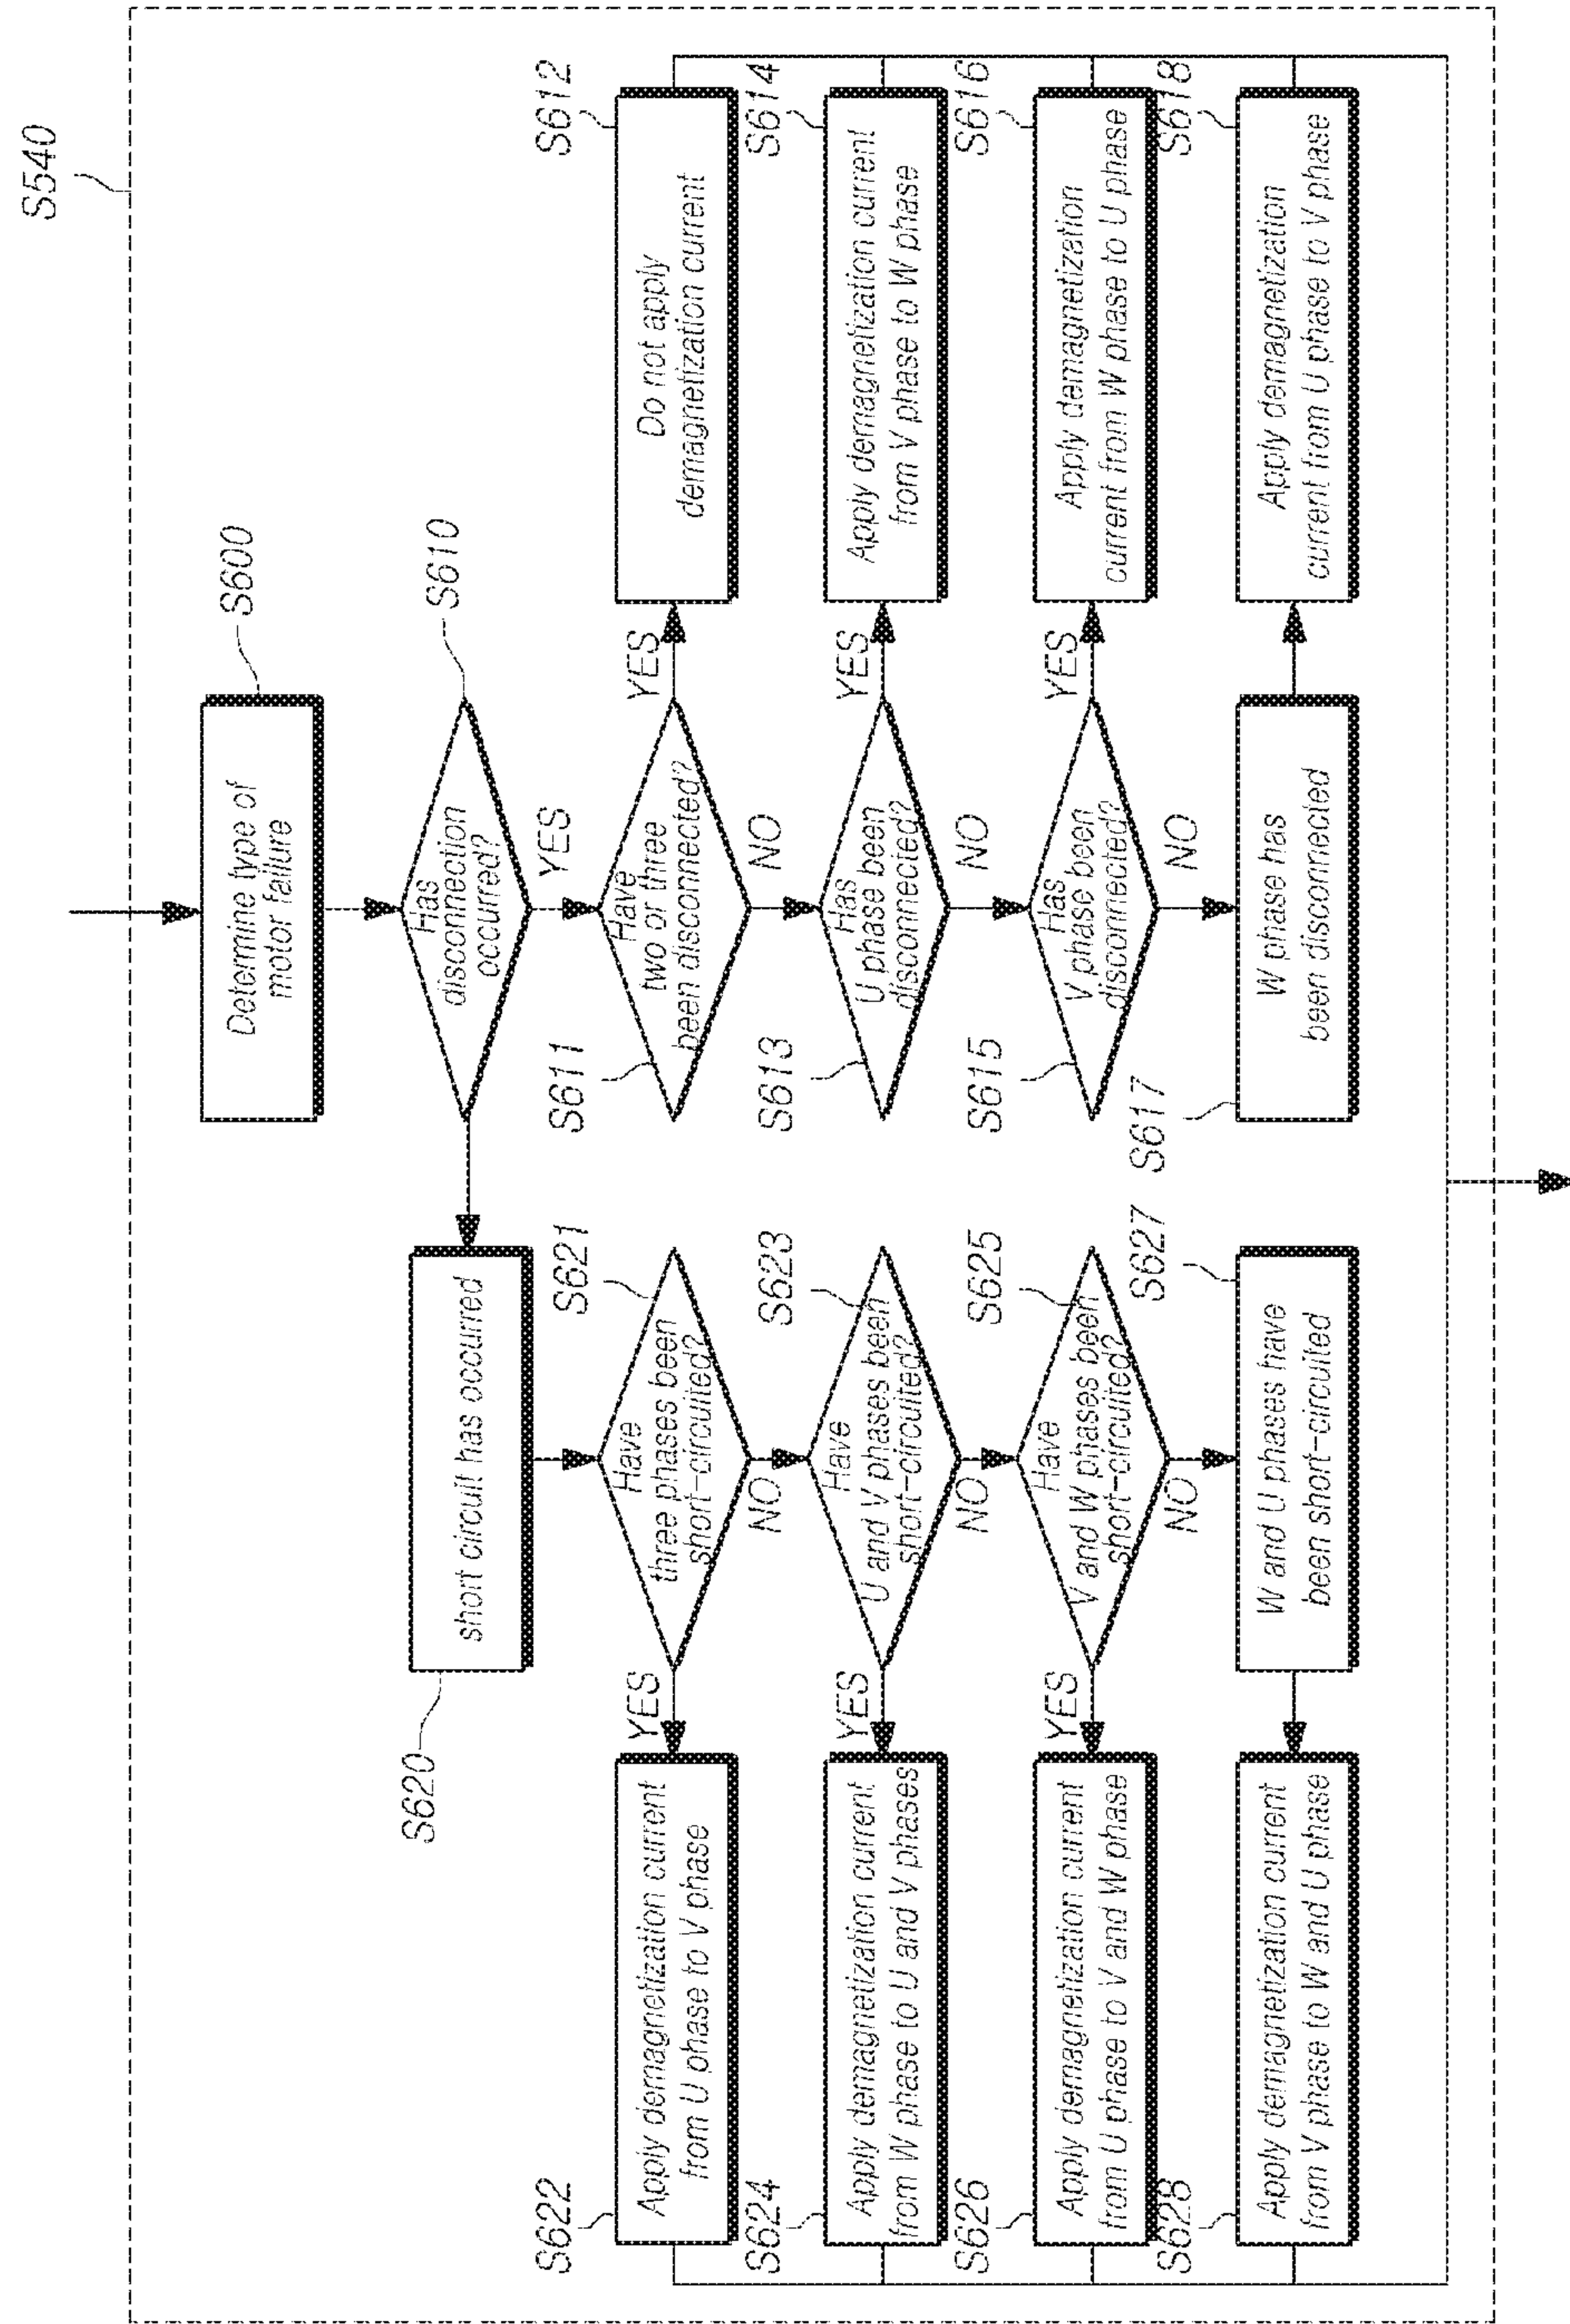 S540
S600
Determine type of
motor failure
S610
Has
disconnection
occurred?
YES
S620
short circuit has occurred
S611
Have
two or three
been disconnected?
YES
NO
S612
Do not apply
demagnetization current
S613
Has
U phase been
disconnected?
YES
NO
S614
Apply demagnetization current
from V phase to W phase
S615
Has
V phase been
disconnected?
YES
NO
S616
Apply demagnetization
current from W phase to U phase
S617
W phase has
been disconnected
S618
Apply demagnetization
current from U phase to V phase
S621
Have
three phases been
short-circuited?
YES
NO
S622
Apply demagnetization current
from U phase to V phase
S623
Have
U and V phases been
short-circuited?
YES
NO
S624
Apply demagnetization current
from W phase to U and V phases
S625
Have
V and W phases been
short-circuited?
YES
NO
S626
Apply demagnetization current
from U phase to V and W phase
S627
W and U phases have
been short-circuited
S628
Apply demagnetization current
from V phase to W and U phase